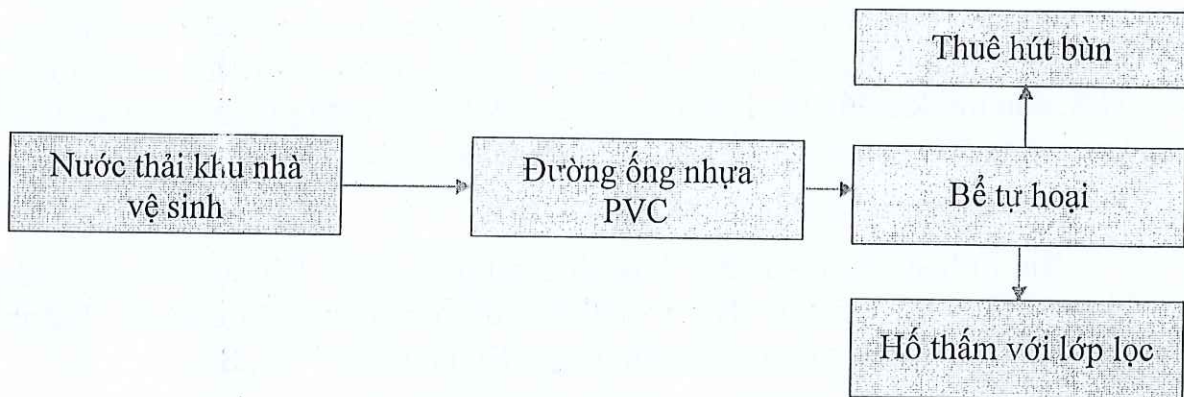 Thuê hút bùn
Nước thải khu nhà
vệ sinh
Đường ống nhựa
PVC
Bể tự hoại
Hố thấm với lớp lọc